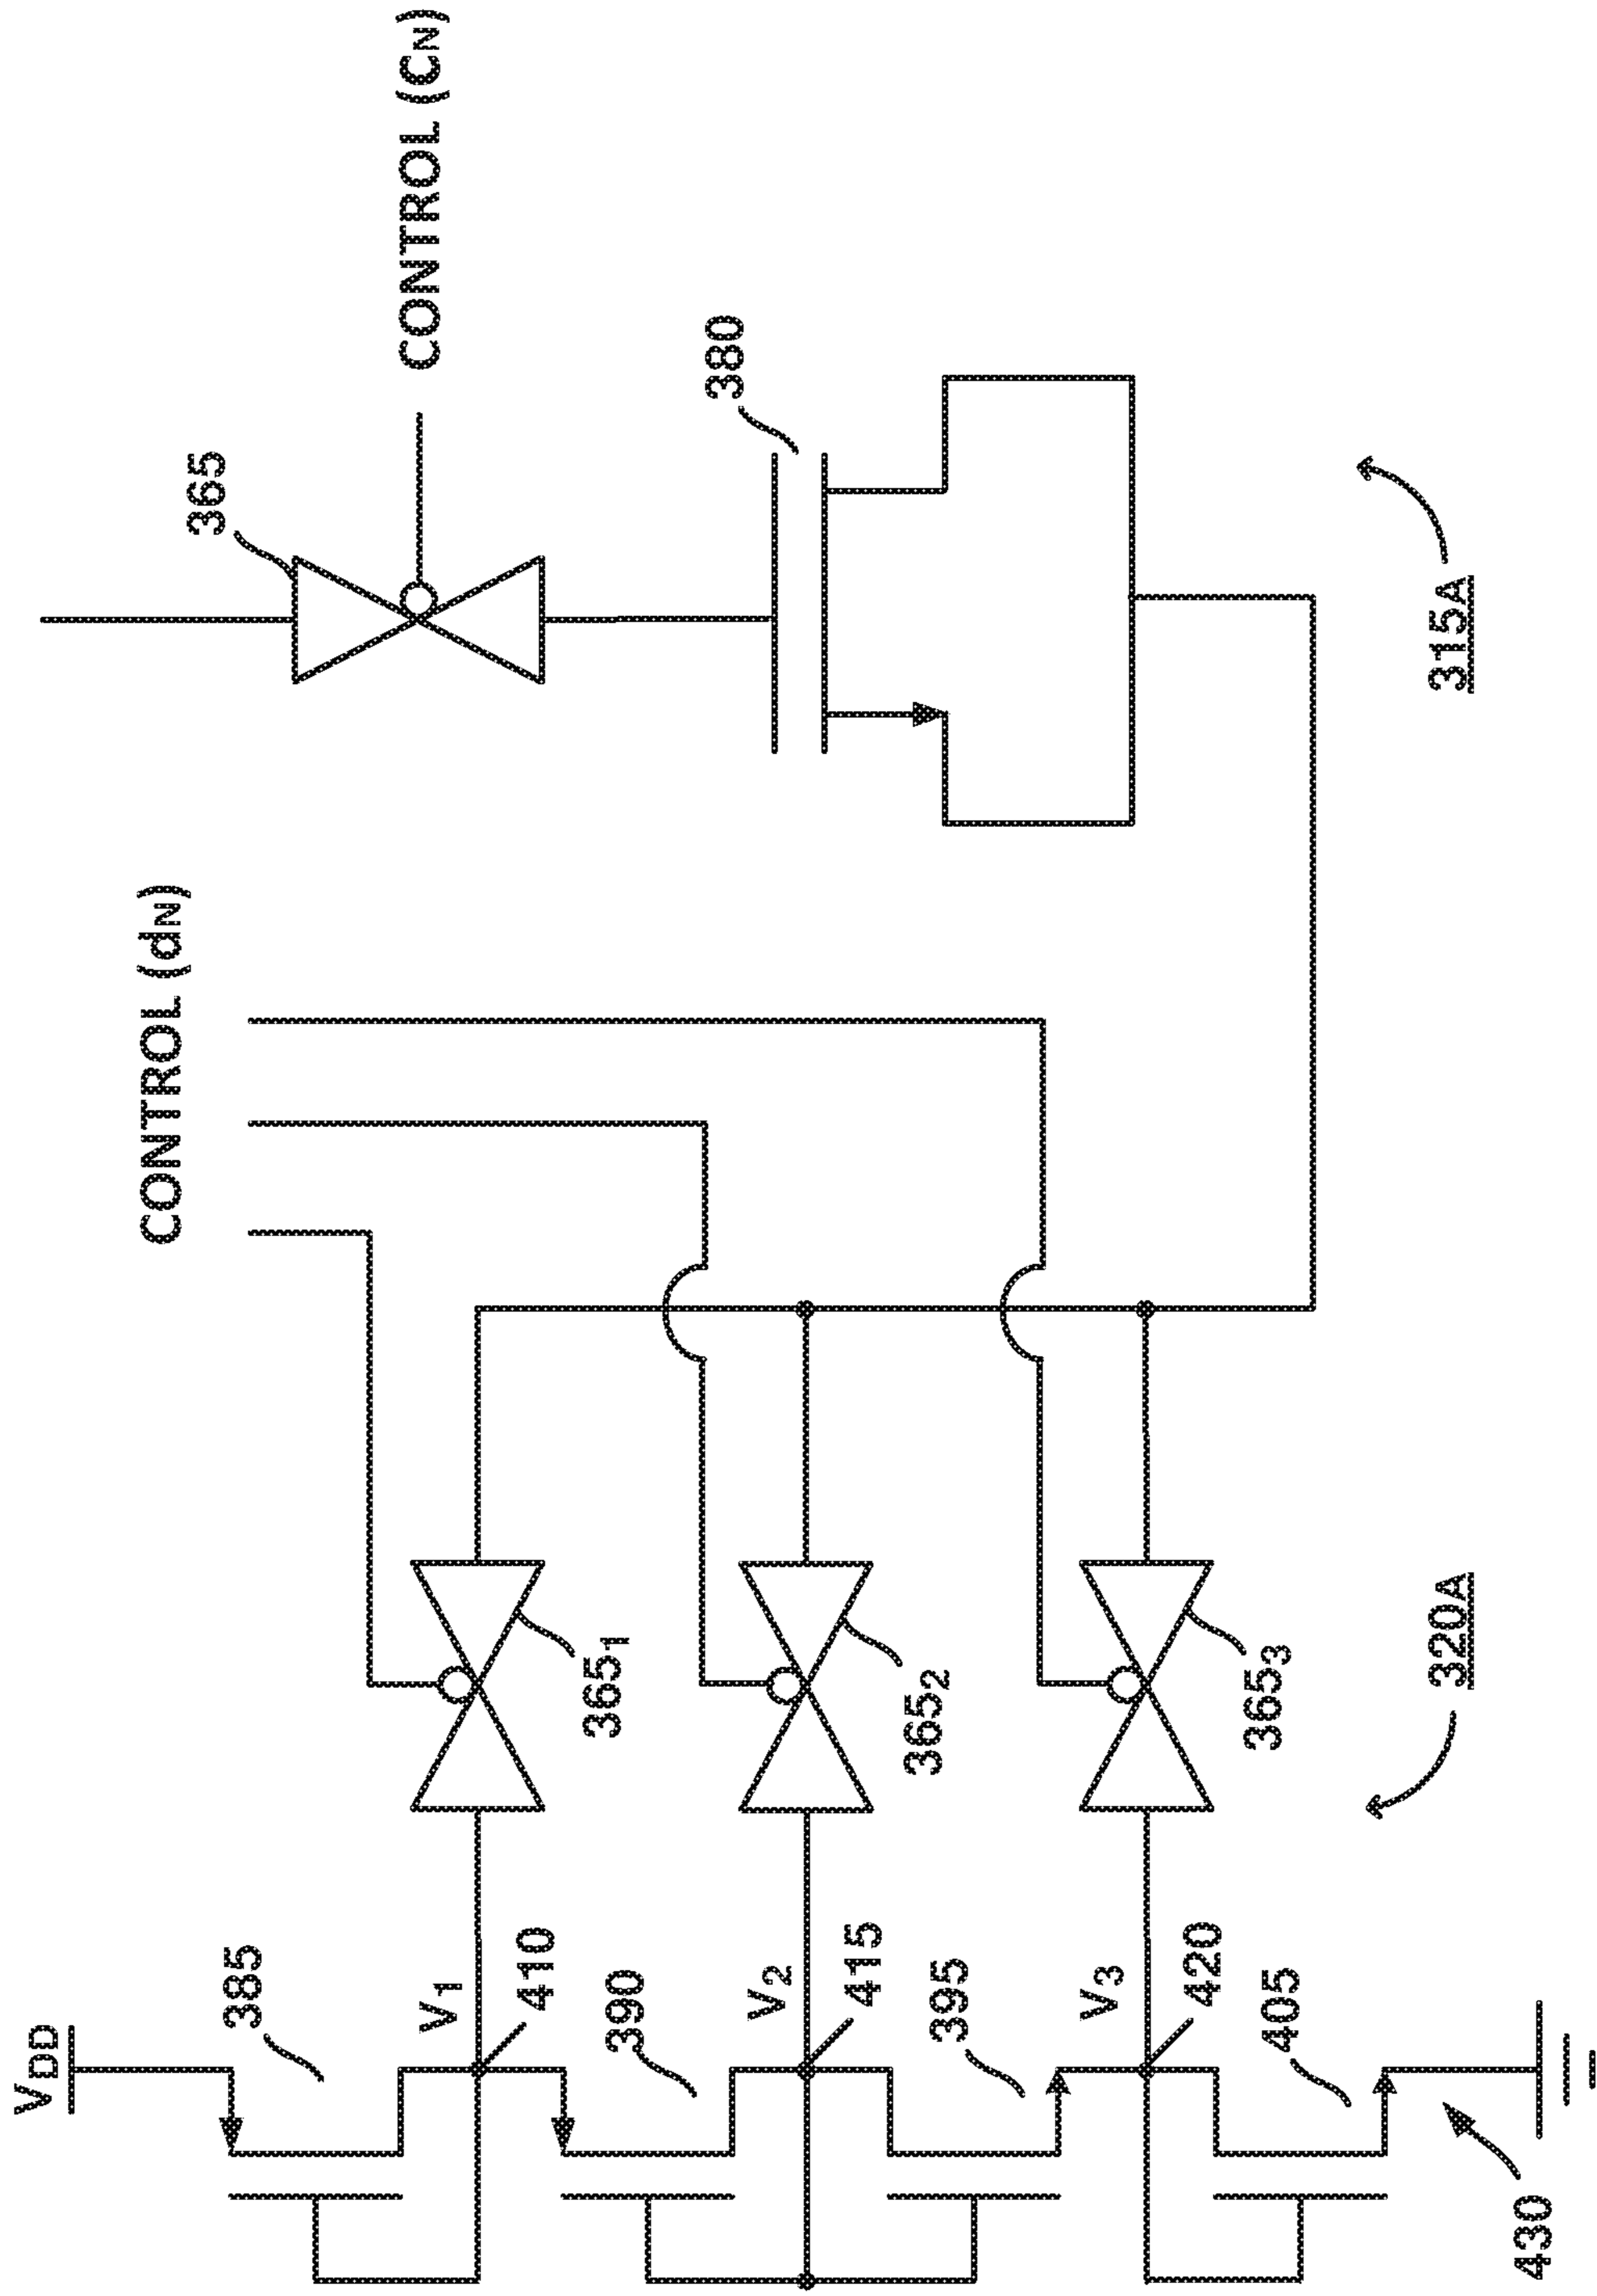 VDD
385
V1
410
390
V2
415
395
V3
420
405
430
365₁
365₂
365₃
320A
CONTROL (dN)
365
CONTROL (CN)
380
315A